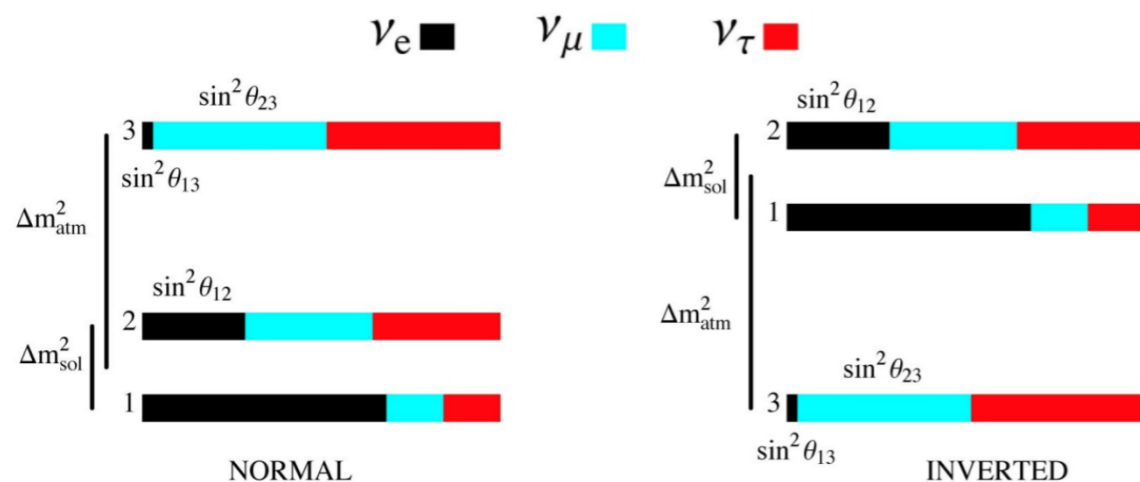 νe νμ ντ
sin²θ₂₃
3
sin²θ₁₃
Δm²atm
sin²θ₁₂
2
Δm²sol
1
NORMAL
sin²θ₁₂
2
Δm²sol
1
Δm²atm
sin²θ₂₃
3
sin²θ₁₃
INVERTED